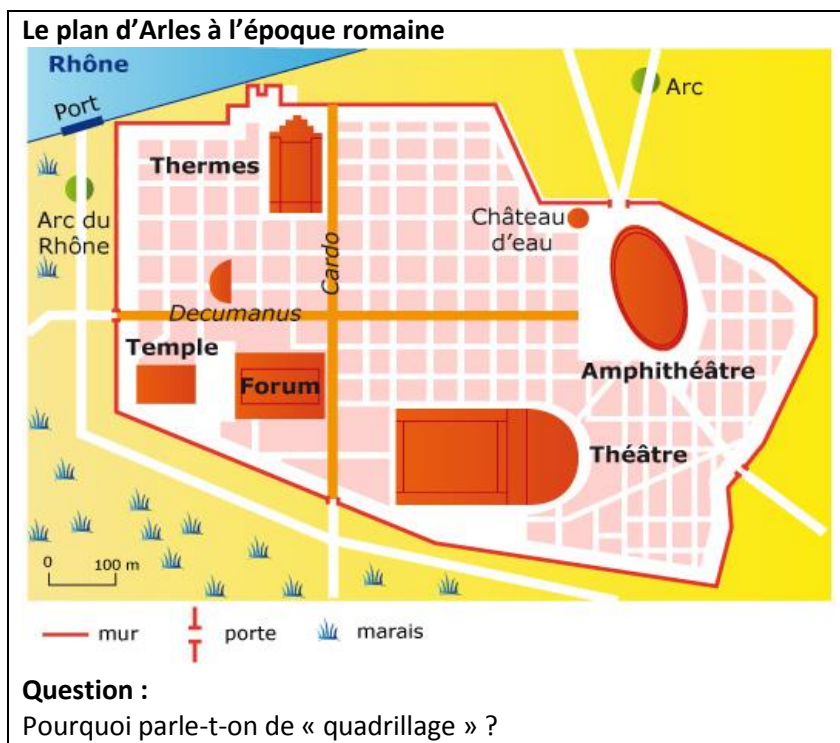 Le plan d’Arles à l’époque romaine
Rhône
Port
Arc
Thermes
Arc du
Rhône
Château
d’eau
Cardo
Decumanus
Temple
Forum
Amphithéâtre
Théâtre
0 100 m
mur porte marais
Question :
Pourquoi parle-t-on de « quadrillage » ?